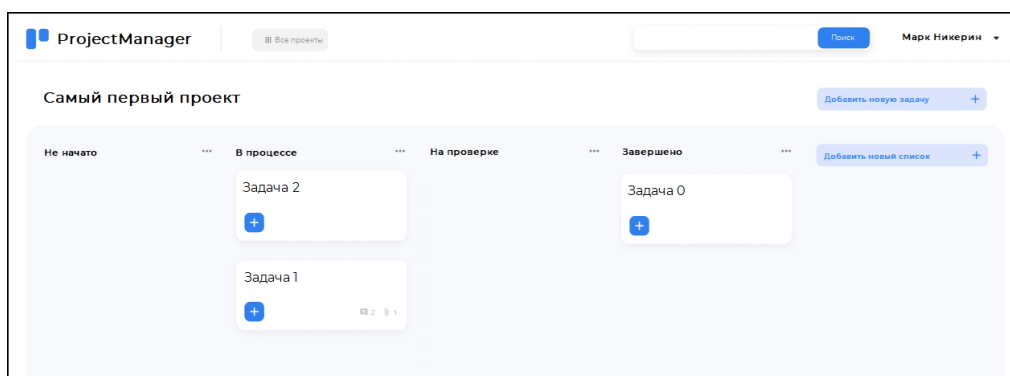 ProjectManager
Все проекты
Поиск
Марк Никерин
Самый первый проект
Добавить новую задачу
Не начато
В процессе
На проверке
Завершено
Добавить новый список
Задача 2
Задача 0
Задача 1
2 1